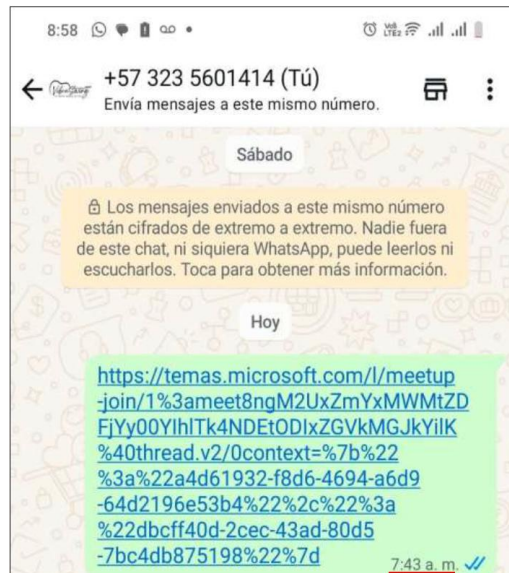 8:58
VoB
LTE2
+57 323 5601414 (Tú)
Envía mensajes a este mismo número.
Sábado
Los mensajes enviados a este mismo número
están cifrados de extremo a extremo. Nadie fuera
de este chat, ni siquiera WhatsApp, puede leerlos ni
escucharlos. Toca para obtener más información.
Hoy
https://temas.microsoft.com/l/meetup
-join/1%3ameet8ngM2UxZmYxMWMtZD
FjYy00YIhlTk4NDEtODIxZGVkMGJkYilK
%40thread.v2/0context=%7b%22
%3a%22a4d61932-f8d6-4694-a6d9
-64d2196e53b4%22%2c%22%3a
%22dbcff40d-2cec-43ad-80d5
-7bc4db875198%22%7d
7:43 a. m.